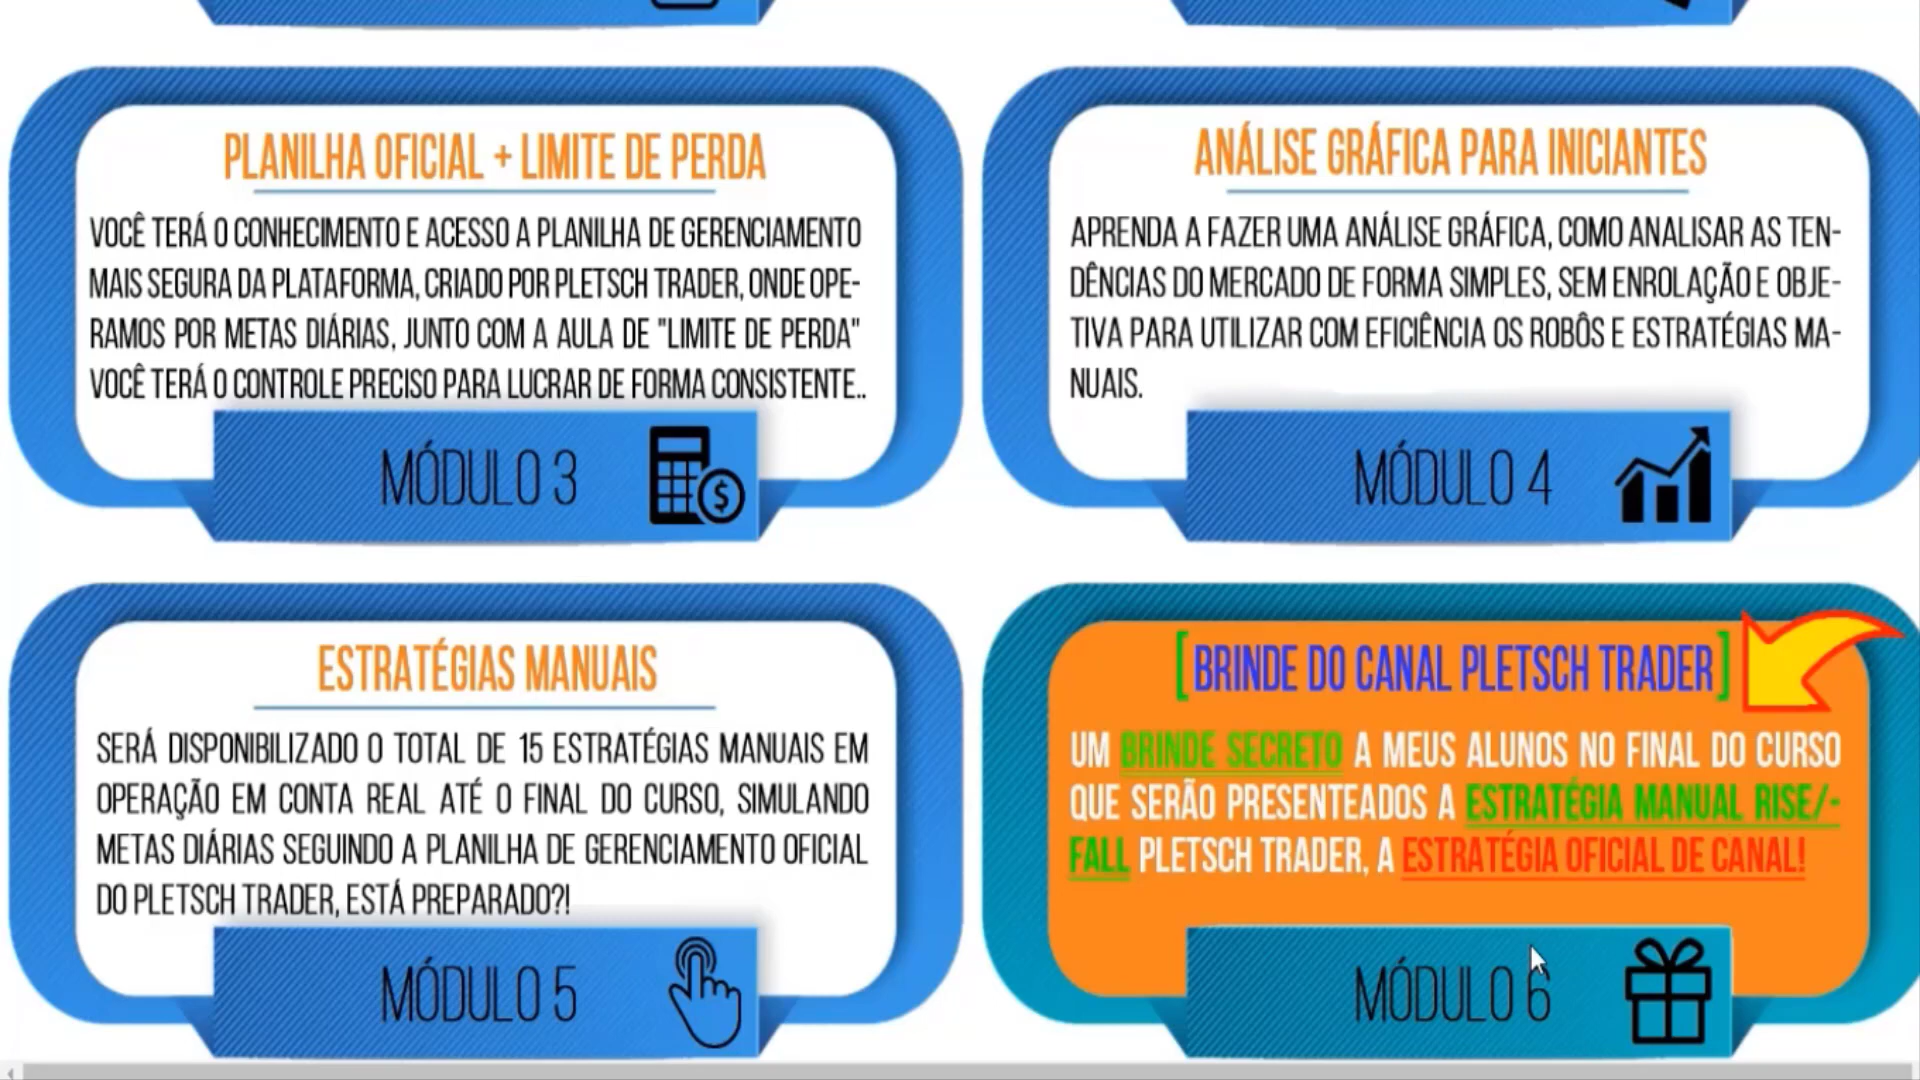 PLANILHA OFICIAL + LIMITE DE PERDA
VOCÊ TERÁ O CONHECIMENTO E ACESSO A PLANILHA DE GERENCIAMENTO
MAIS SEGURA DA PLATAFORMA, CRIADO POR PLETSCH TRADER, ONDE OPE-
RAMOS POR METAS DIÁRIAS, JUNTO COM A AULA DE "LIMITE DE PERDA"
VOCÊ TERÁ O CONTROLE PRECISO PARA LUCRAR DE FORMA CONSISTENTE..
MÓDULO 3
ANÁLISE GRÁFICA PARA INICIANTES
APRENDA A FAZER UMA ANÁLISE GRÁFICA, COMO ANALISAR AS TEN-
DÊNCIAS DO MERCADO DE FORMA SIMPLES, SEM ENROLAÇÃO E OBJE-
TIVA PARA UTILIZAR COM EFICIÊNCIA OS ROBÔS E ESTRATÉGIAS MA-
NUAIS.
MÓDULO 4
ESTRATÉGIAS MANUAIS
SERÁ DISPONIBILIZADO O TOTAL DE 15 ESTRATÉGIAS MANUAIS EM
OPERAÇÃO EM CONTA REAL ATÉ O FINAL DO CURSO, SIMULANDO
METAS DIÁRIAS SEGUINDO A PLANILHA DE GERENCIAMENTO OFICIAL
DO PLETSCH TRADER, ESTÁ PREPARADO?!
MÓDULO 5
[BRINDE DO CANAL PLETSCH TRADER]
UM BRINDE SECRETO A MEUS ALUNOS NO FINAL DO CURSO
QUE SERÃO PRESENTEADOS A ESTRATÉGIA MANUAL RISE/-
FALL PLETSCH TRADER, A ESTRATÉGIA OFICIAL DE CANAL!
MÓDULO 6